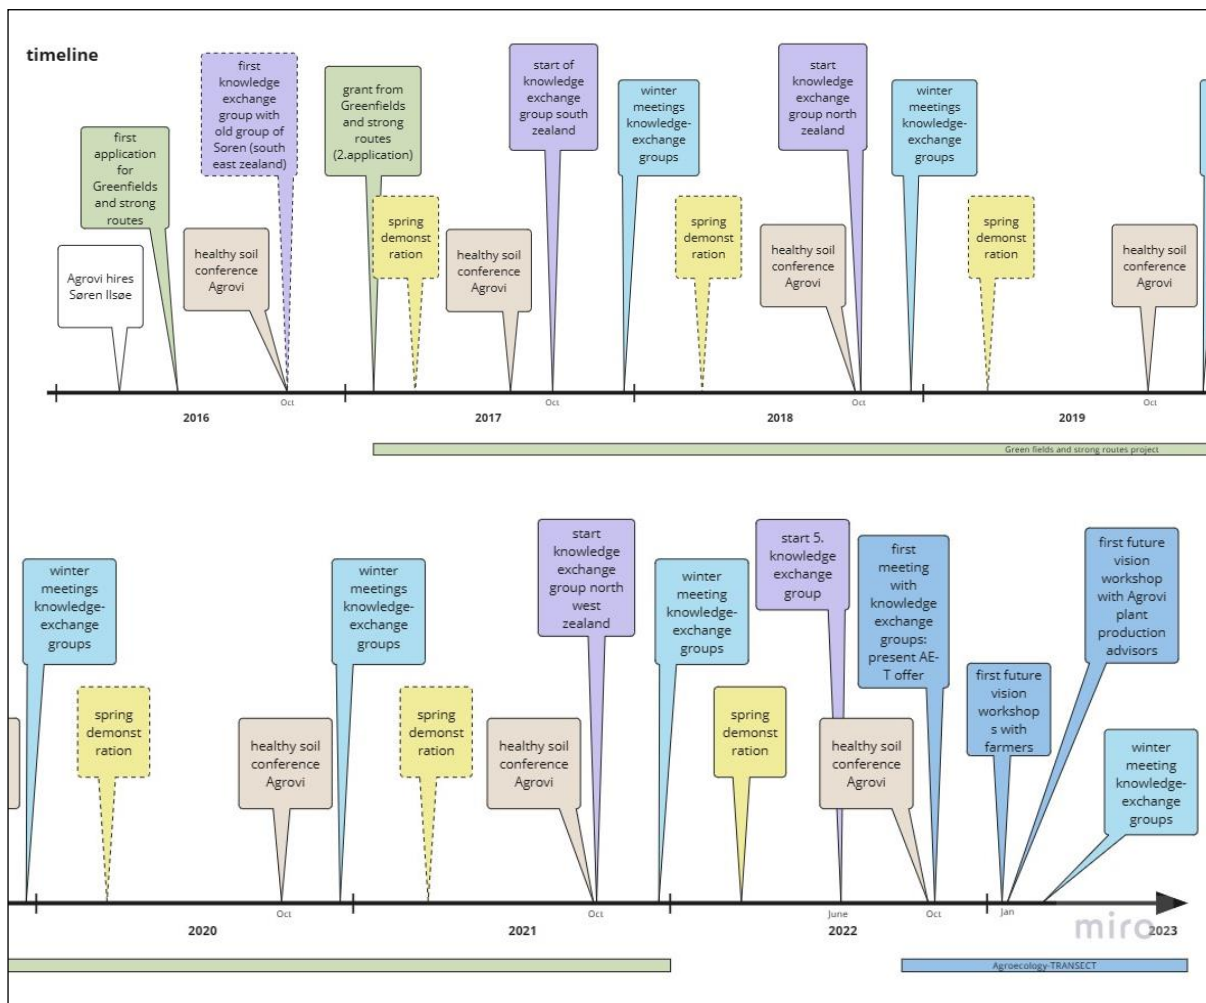 timeline
first
knowledge
exchange
group with
old group of
Soren (south
east zealand)
grant from
Greenfields
and strong
routes
(2.application)
start of
knowledge
exchange
group south
zealand
winter
meetings
knowledge-
exchange
groups
start
knowledge
exchange
group north
zealand
winter
meetings
knowledge-
exchange
groups
first
application
for
Greenfields
and strong
routes
Agrovi hires
Søren Ilsøe
healthy soil
conference
Agrovi
spring
demonst
ration
healthy soil
conference
Agrovi
spring
demonst
ration
healthy soil
conference
Agrovi
spring
demonst
ration
healthy soil
conference
Agrovi
Oct
Oct
Oct
Oct
2016
2017
2018
2019
Green fields and strong routes project
winter
meetings
knowledge-
exchange
groups
winter
meetings
knowledge-
exchange
groups
start
knowledge
exchange
group north
west
zealand
winter
meeting
knowledge-
exchange
groups
start 5.
knowledge
exchange
group
first
meeting
with
knowledge
exchange
groups:
present AE-
T offer
first future
vision
workshop
with Agrovi
plant
production
advisors
spring
demonst
ration
healthy soil
conference
Agrovi
spring
demonst
ration
healthy soil
conference
Agrovi
spring
demonst
ration
healthy soil
conference
Agrovi
first future
vision
workshop
s with
farmers
winter
meeting
knowledge-
exchange
groups
Oct
Oct
June
Oct
Jan
2020
2021
2022
miro
2023
Agroecology-TRANSECT